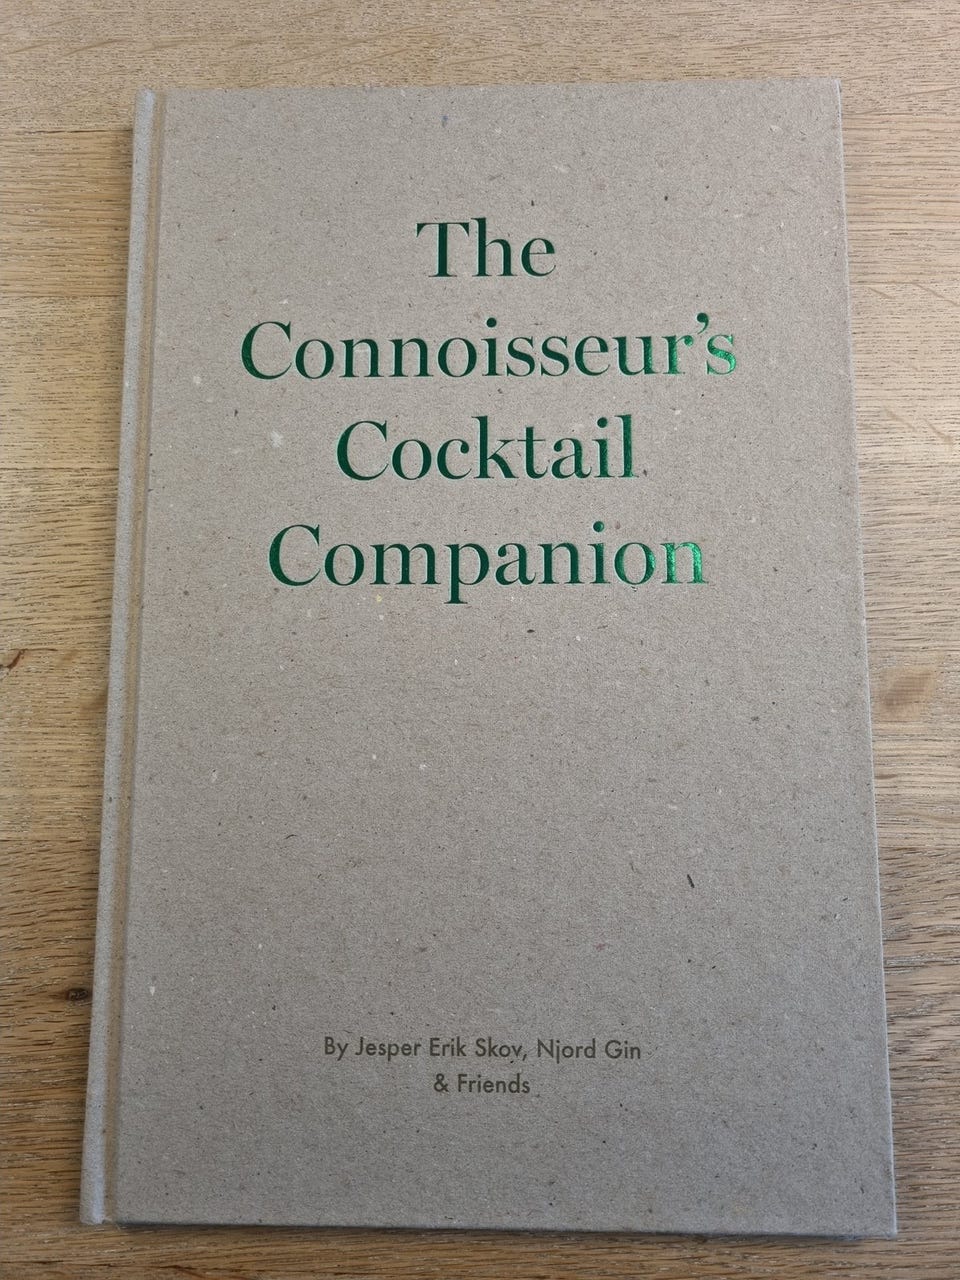 The
Connoisseur’s
Cocktail
Companion
By Jesper Erik Skov, Njord Gin
& Friends